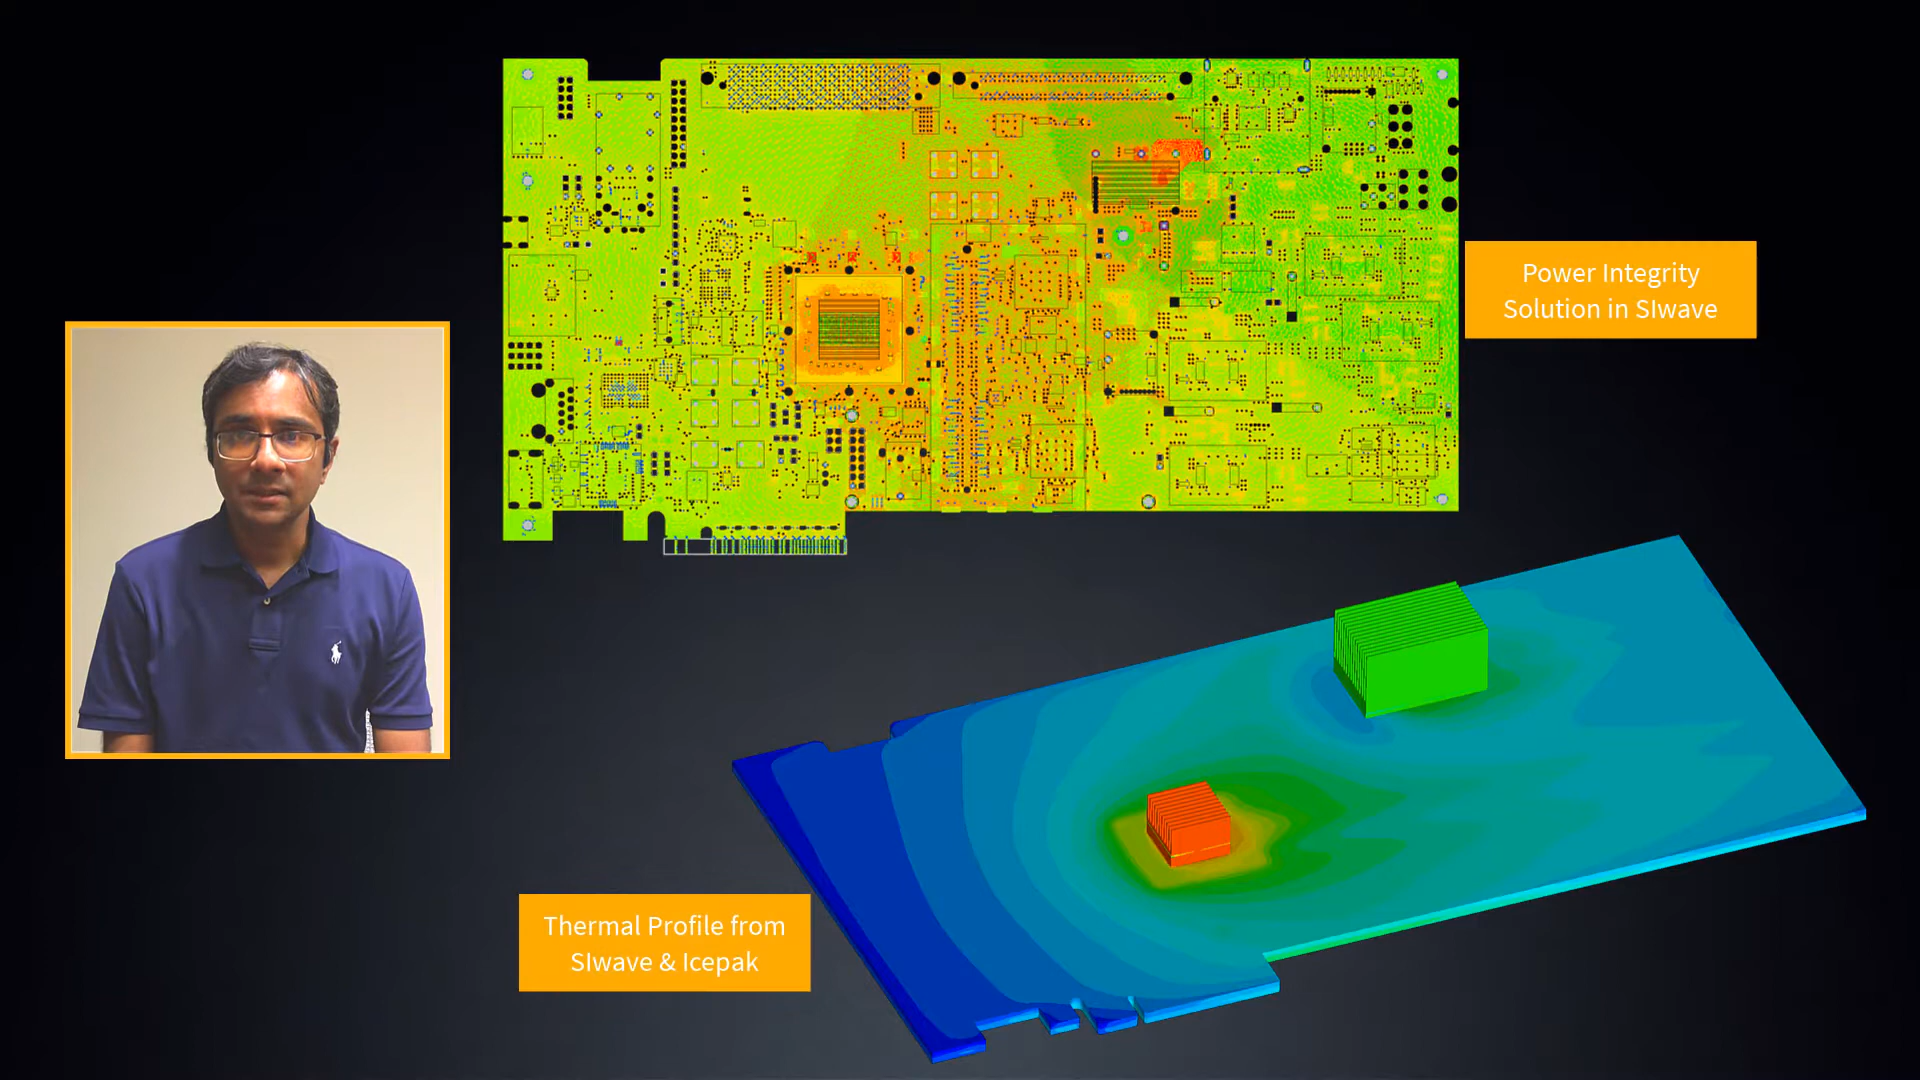 Power Integrity
Solution in SIwave
Thermal Profile from
SIwave & Icepak